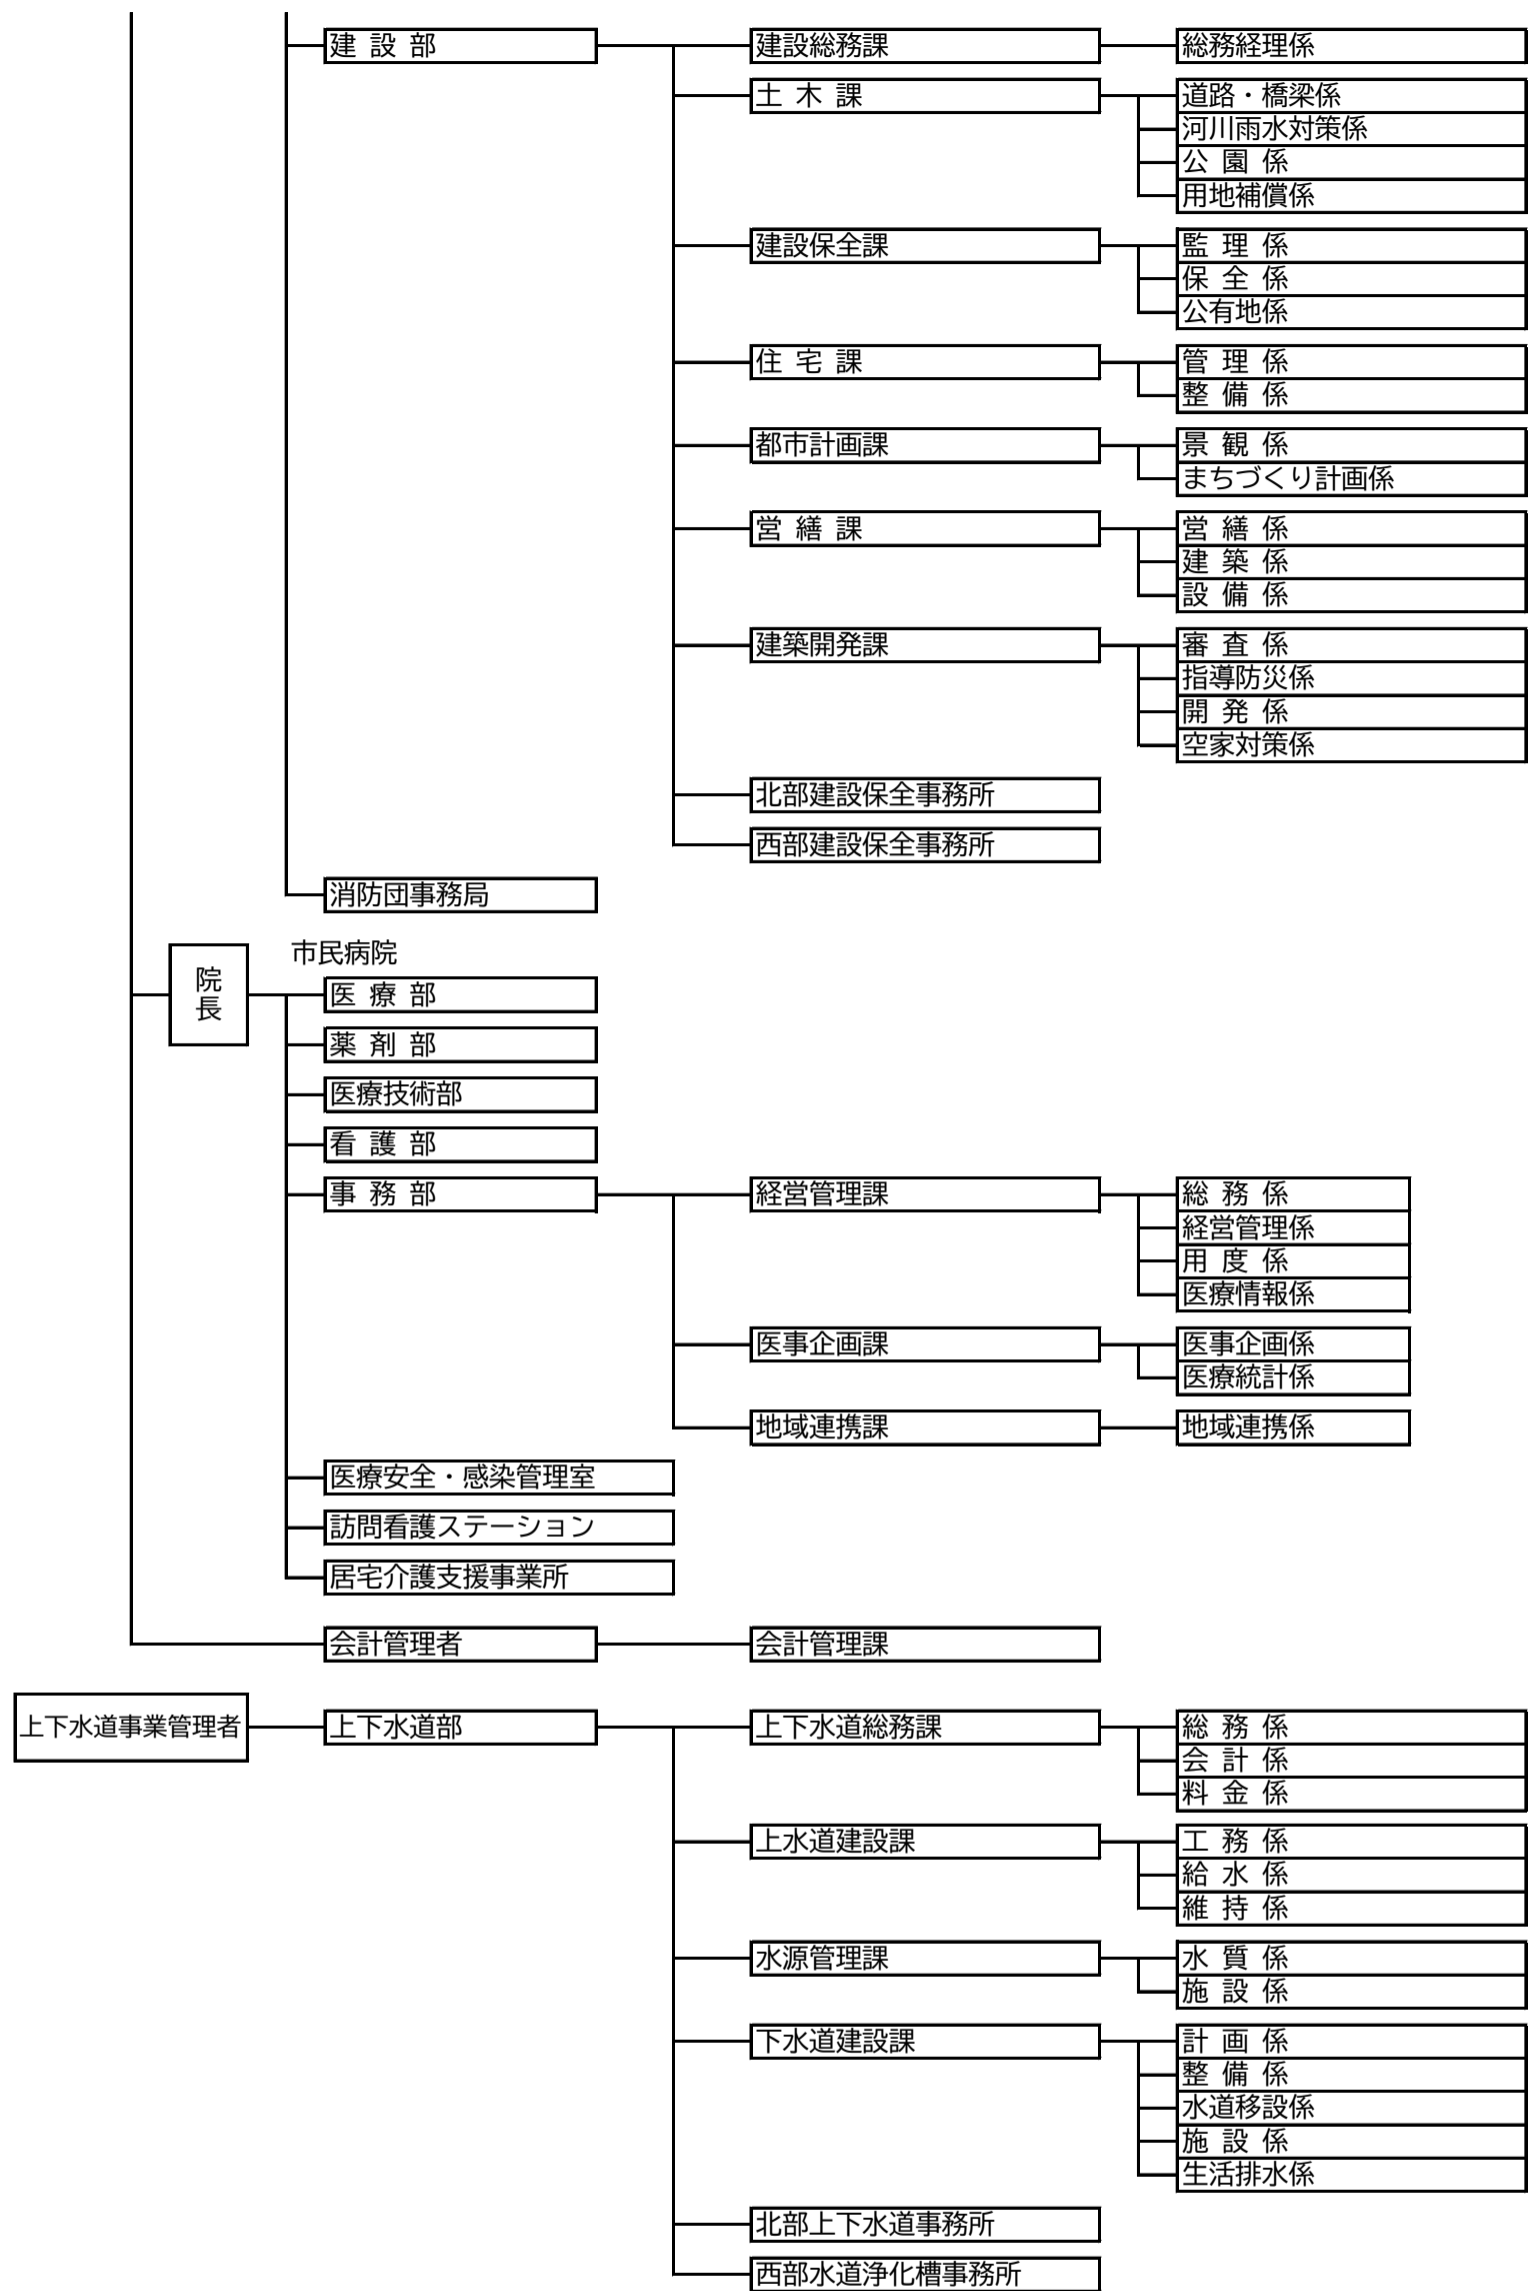 建 設 部
建設総務課
総務経理係
土 木 課
道路・橋梁係
河川雨水対策係
公 園 係
用地補償係
建設保全課
監 理 係
保 全 係
公有地係
住 宅 課
管 理 係
整 備 係
都市計画課
景 観 係
まちづくり計画係
営 繕 課
営 繕 係
建 築 係
設 備 係
建築開発課
審 査 係
指導防災係
開 発 係
空家対策係
北部建設保全事務所
西部建設保全事務所
消防団事務局
院長
市民病院
医 療 部
薬 剤 部
医療技術部
看 護 部
事 務 部
経営管理課
総 務 係
経営管理係
用 度 係
医療情報係
医事企画課
医事企画係
医療統計係
地域連携課
地域連携係
医療安全・感染管理室
訪問看護ステーション
居宅介護支援事業所
会計管理者
会計管理課
上下水道事業管理者
上下水道部
上下水道総務課
総 務 係
会 計 係
料 金 係
上水道建設課
工 務 係
給 水 係
維 持 係
水源管理課
水 質 係
施 設 係
下水道建設課
計 画 係
整 備 係
水道移設係
施 設 係
生活排水係
北部上下水道事務所
西部水道浄化槽事務所